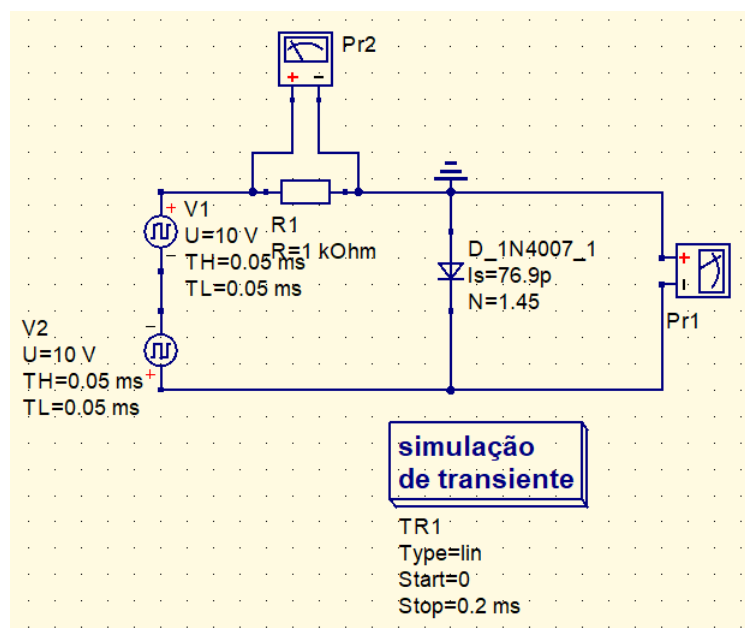 Pr2
+ -
+ V1
U=10 V
-
TH=0.05 ms
TL=0.05 ms
R1
R=1 kOhm
D_1N4007_1
Is=76.9p
N=1.45
+
-
Pr1
V2
-
U=10 V
TH=0.05 ms
+
TL=0.05 ms
simulação
de transiente
TR1
Type=lin
Start=0
Stop=0.2 ms